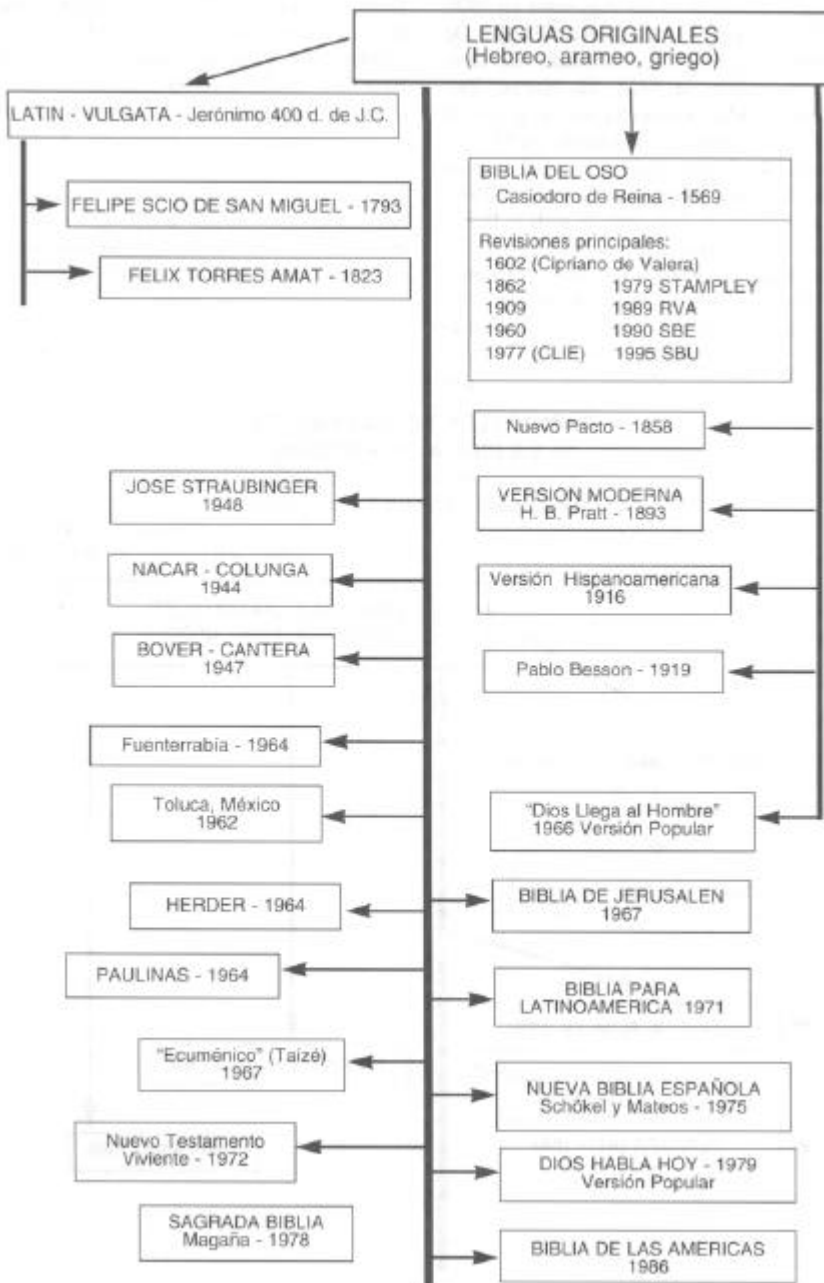 LENGUAS ORIGINALES
(Hebreo, arameo, griego)
LATIN - VULGATA - Jerónimo 400 d. de J.C.
FELIPE SCIO DE SAN MIGUEL - 1793
FELIX TORRES AMAT - 1823
BIBLIA DEL OSO
Casiodoro de Reina - 1569
Revisiones principales:
1602 (Cipriano de Valera)
1862 1979 STAMPLEY
1909 1989 RVA
1960 1990 SBE
1977 (CLIE) 1995 SBU
Nuevo Pacto - 1858
VERSION MODERNA
H. B. Pratt - 1893
Versión Hispanoamericana
1916
Pablo Besson - 1919
"Dios Llega al Hombre"
1966 Versión Popular
JOSE STRAUBINGER
1948
NACAR - COLUNGA
1944
BOVER - CANTERA
1947
Fuenterrabía - 1964
Toluca, México
1962
HERDER - 1964
PAULINAS - 1964
"Ecuménico" (Taizé)
1967
Nuevo Testamento
Viviente - 1972
SAGRADA BIBLIA
Magaña - 1978
BIBLIA DE JERUSALEN
1967
BIBLIA PARA
LATINOAMERICA 1971
NUEVA BIBLIA ESPAÑOLA
Schökel y Mateos - 1975
DIOS HABLA HOY - 1979
Versión Popular
BIBLIA DE LAS AMERICAS
1986